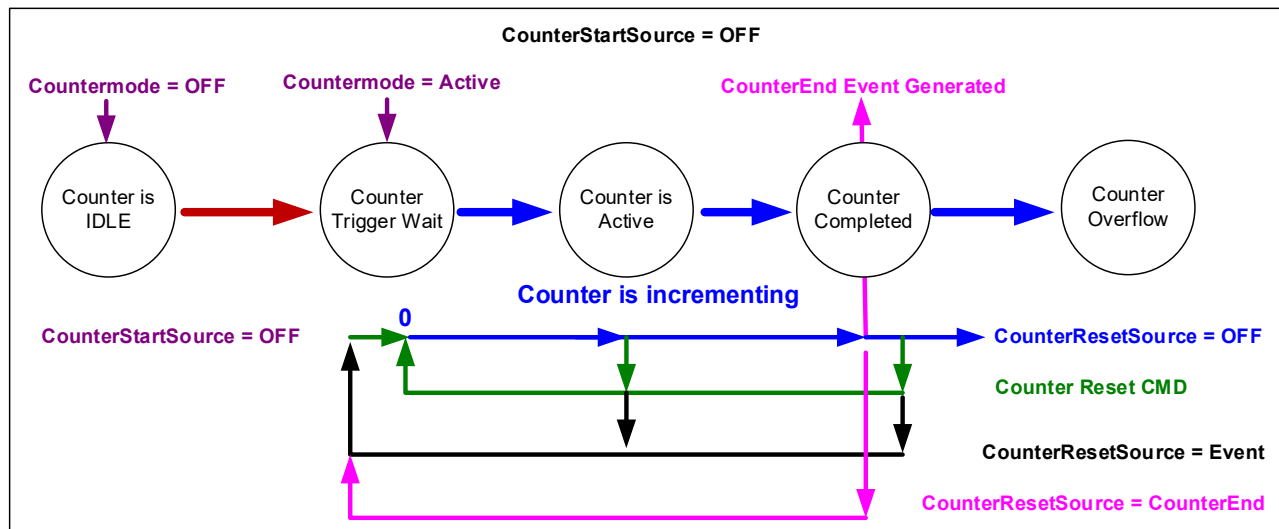 CounterStartSource = OFF
Countermode = OFF
Countermode = Active
CounterEnd Event Generated
Counter is
IDLE
Counter
Trigger Wait
Counter is
Active
Counter
Completed
Counter
Overflow
Counter is incrementing
CounterStartSource = OFF
0
CounterResetSource = OFF
Counter Reset CMD
CounterResetSource = Event
CounterResetSource = CounterEnd